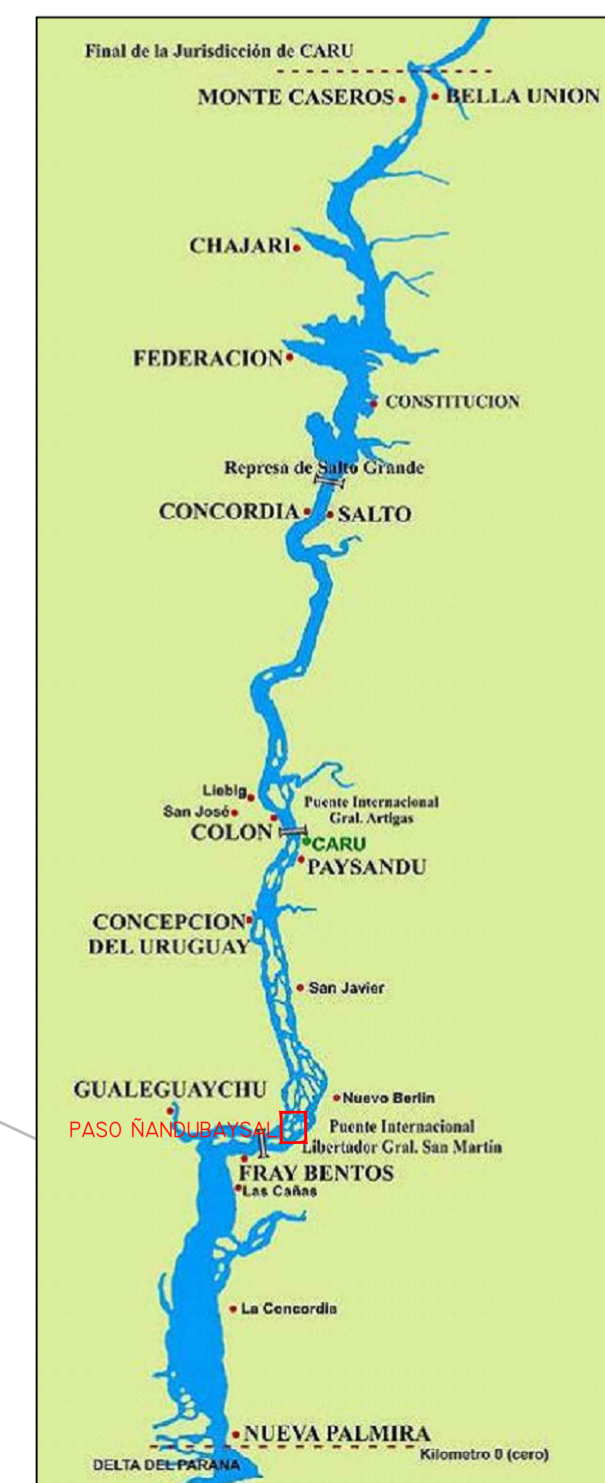 Final de la Jurisdicción de CARU
MONTE CASEROS
BELLA UNION
CHAJARI
FEDERACION
CONSTITUCION
Represa de Salto Grande
CONCORDIA
SALTO
Liebig
San José
Puente Internacional
Gral. Artigas
COLON
CARU
PAYSANDU
CONCEPCION
DEL URUGUAY
San Javier
GUALEGUAYCHU
Nuevo Berlin
PASO ÑANDUBAYSAL
Puente Internacional
Libertador Gral. San Martín
FRAY BENTOS
Las Cañas
La Concordia
NUEVA PALMIRA
Kilometro 0 (cero)
DELTA DEL PARANA